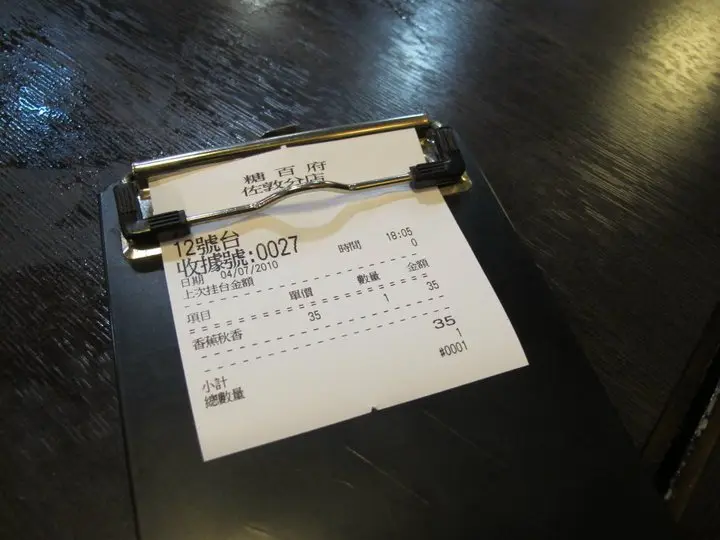 糖百府
佐敦分店
12號台
收據號:0027
日期 04/07/2010 時間 18:05
上次挂台金額 0
項目 單價 數量 金額
香蕉秋香 35 1 35
小計 35
總數量 1
#0001